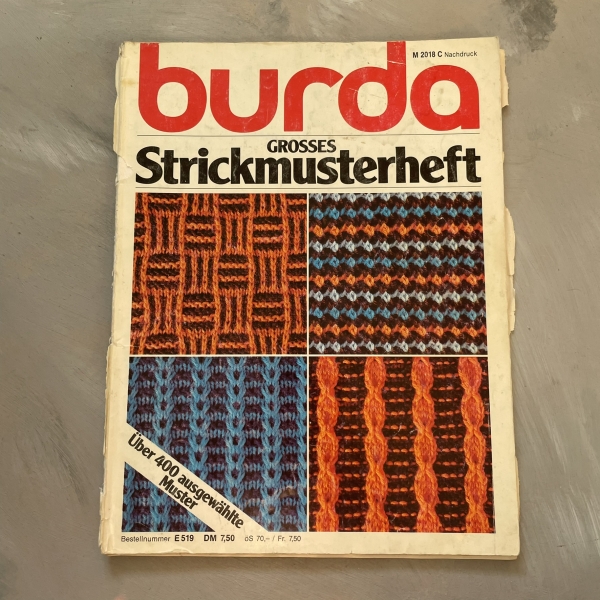 M 2018 C Nachdruck
burda
GROSSES
Strickmusterheft
Über 400 ausgewählte
Muster
Bestellnummer E 519 DM 7,50 öS 70,– / Fr. 7,50